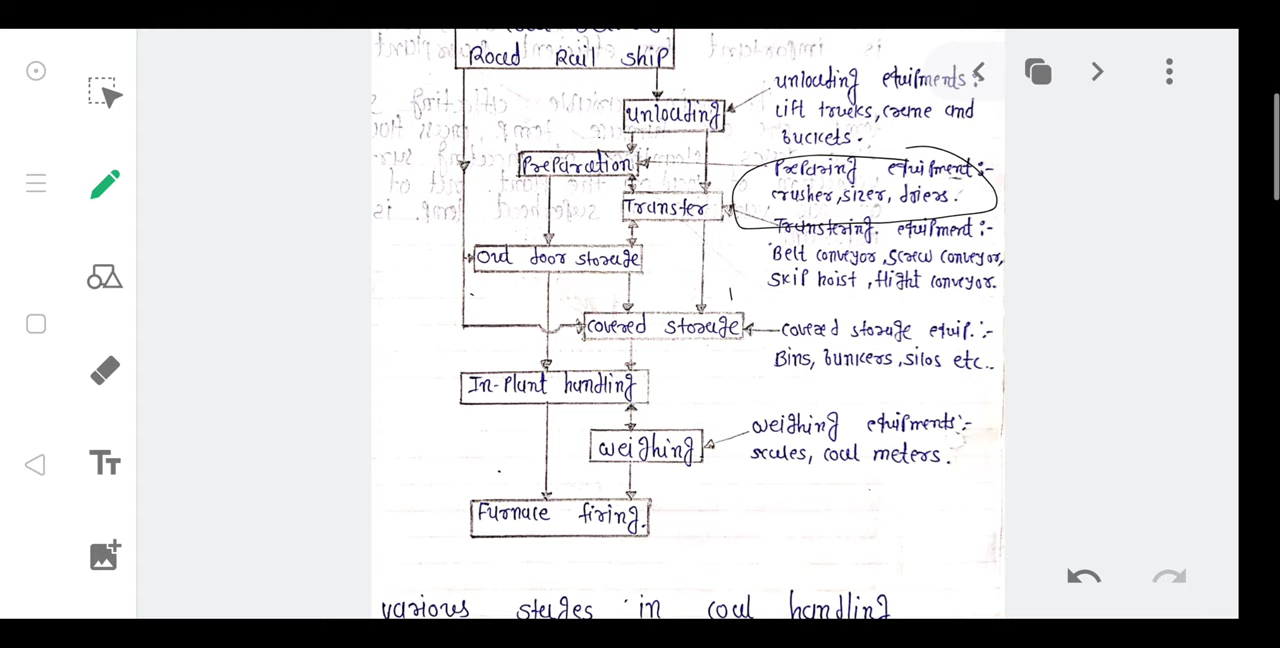 Road Rail ship
unloading
unloading equipments:
Lift trucks, crane and
buckets.
Preparation
Preparing equipment:-
crusher, sizer, driers.
Transfer
Transfering. equipment:-
Belt conveyor, screw conveyor,
skip hoist, flight conveyor.
Out door storage
covered storage
covered storage equip.:-
Bins, bunkers, silos etc..
In-plant handling
weighing
weighing equipments:-
scales, coal meters.
Furnace firing.
various stages in coal handling
TT